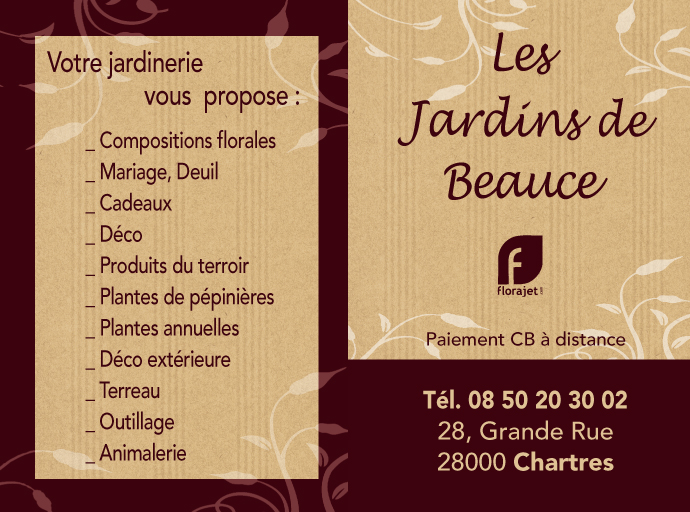 Votre jardinerie
vous propose :
_ Compositions florales
_ Mariage, Deuil
_ Cadeaux
_ Déco
_ Produits du terroir
_ Plantes de pépinières
_ Plantes annuelles
_ Déco extérieure
_ Terreau
_ Outillage
_ Animalerie
Les
Jardins de
Beauce
f
florajet
Paiement CB à distance
Tél. 08 50 20 30 02
28, Grande Rue
28000 Chartres